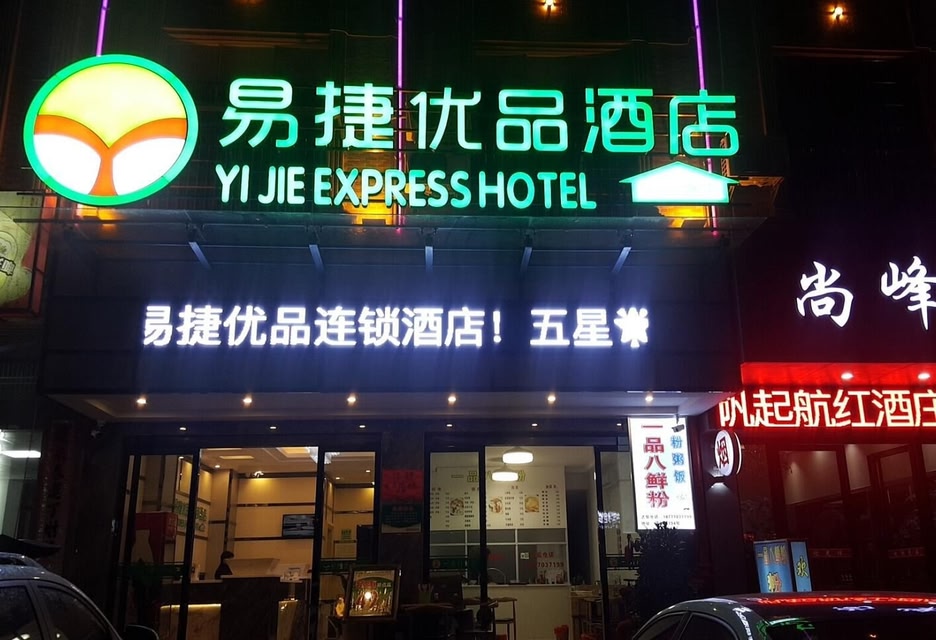 易捷优品酒店
YI JIE EXPRESS HOTEL
易捷优品连锁酒店！五星
尚峰
帆起航红酒庄
烟
一品八鲜粉
粉粥饭